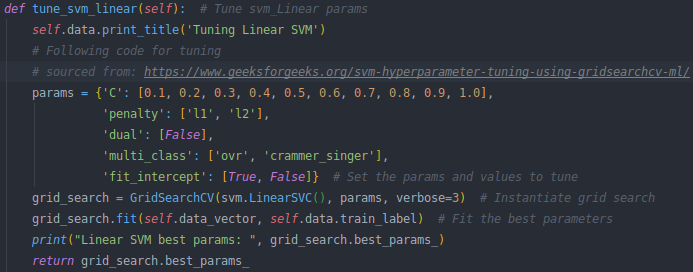 def tune_svm_linear(self):  # Tune svm_Linear params
    self.data.print_title('Tuning Linear SVM')
    # Following code for tuning
    # sourced from: https://www.geeksforgeeks.org/svm-hyperparameter-tuning-using-gridsearchcv-ml/
    params = {'C': [0.1, 0.2, 0.3, 0.4, 0.5, 0.6, 0.7, 0.8, 0.9, 1.0],
              'penalty': ['l1', 'l2'],
              'dual': [False],
              'multi_class': ['ovr', 'crammer_singer'],
              'fit_intercept': [True, False]}  # Set the params and values to tune
    grid_search = GridSearchCV(svm.LinearSVC(), params, verbose=3)  # Instantiate grid search
    grid_search.fit(self.data_vector, self.data.train_label)  # Fit the best parameters
    print("Linear SVM best params: ", grid_search.best_params_)
    return grid_search.best_params_